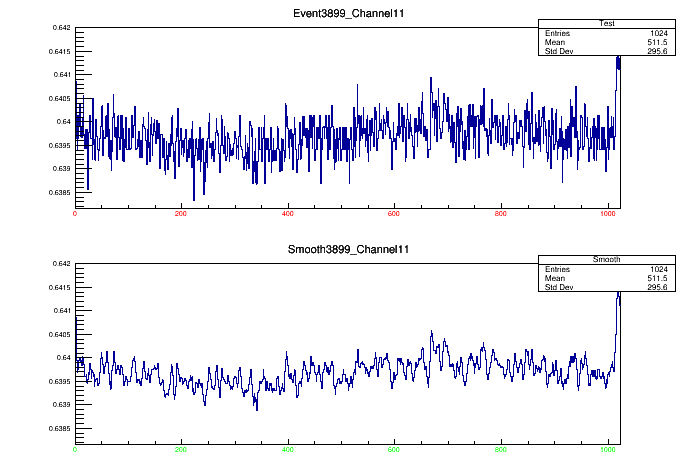 Event3899_Channel11
Test
Entries 1024
Mean 511.5
Std Dev 295.6
0.642
0.6415
0.641
0.6405
0.64
0.6395
0.639
0.6385
0 200 400 600 800 1000
Smooth3899_Channel11
Smooth
Entries 1024
Mean 511.5
Std Dev 295.6
0.642
0.6415
0.641
0.6405
0.64
0.6395
0.639
0.6385
0 200 400 600 800 1000